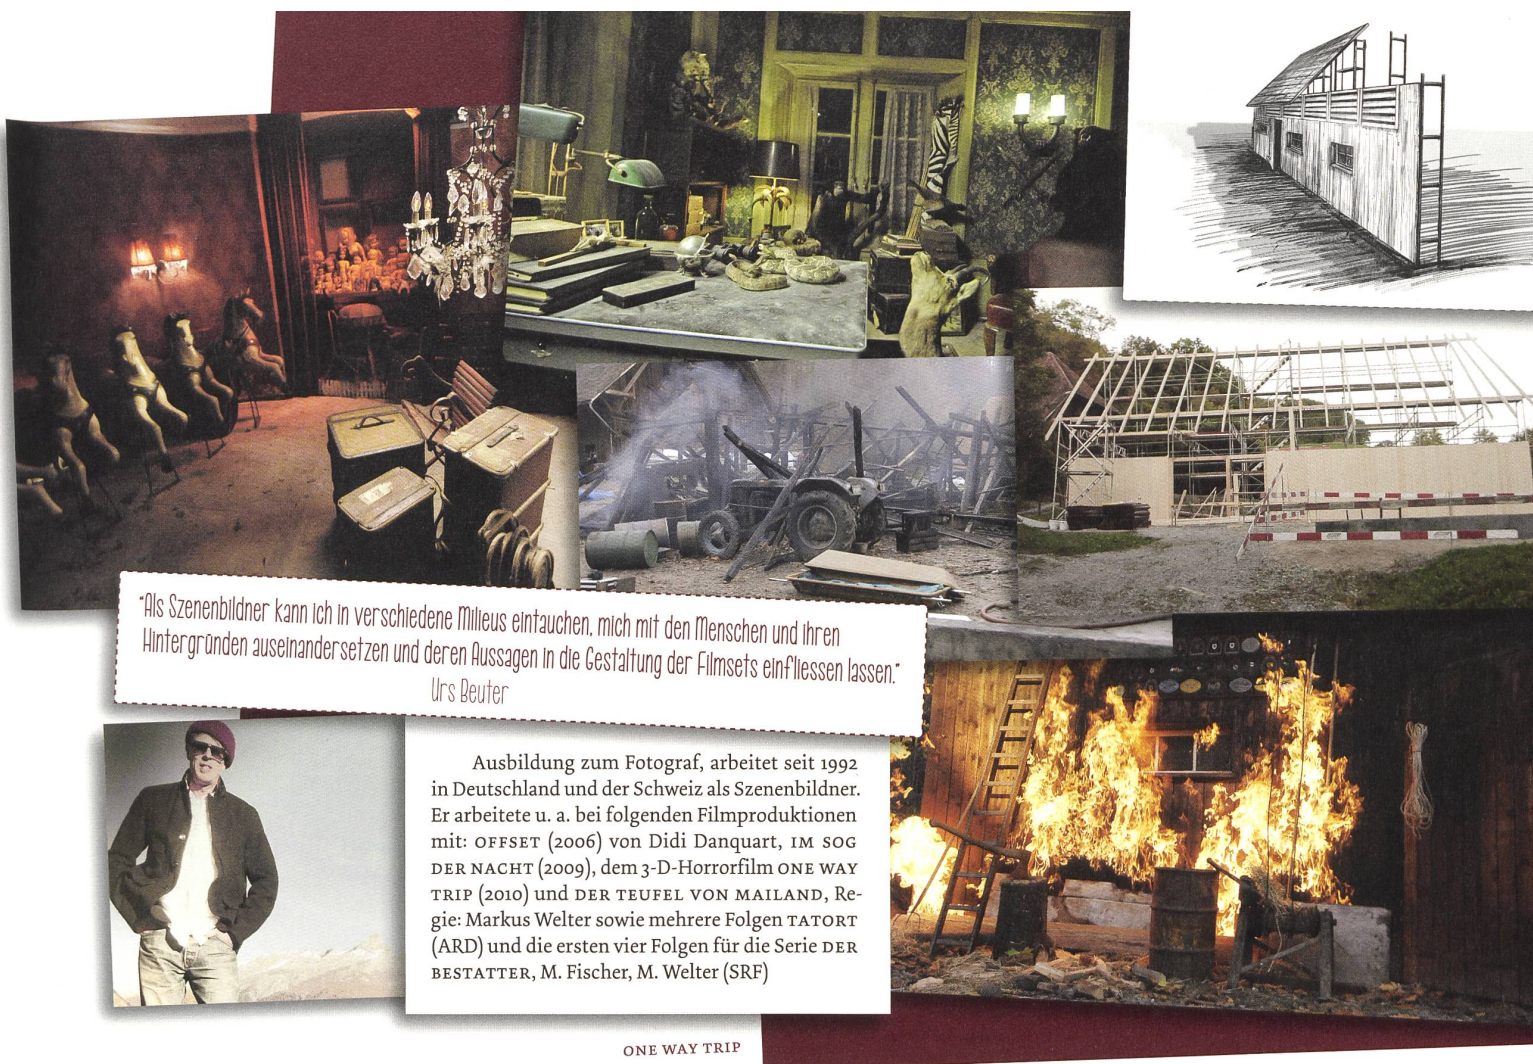 "Als Szenenbildner kann ich in verschiedene Milieus eintauchen, mich mit den Menschen und ihren
Hintergründen auseinandersetzen und deren Aussagen in die Gestaltung der Filmsets einfliessen lassen."
Urs Beuter
Ausbildung zum Fotograf, arbeitet seit 1992
in Deutschland und der Schweiz als Szenenbildner.
Er arbeitete u. a. bei folgenden Filmproduktionen
mit: OFFSET (2006) von Didi Danquart, IM SOG
DER NACHT (2009), dem 3-D-Horrorfilm ONE WAY
TRIP (2010) und DER TEUFEL VON MAILAND, Re-
gie: Markus Welter sowie mehrere Folgen TATORT
(ARD) und die ersten vier Folgen für die Serie DER
BESTATTER, M. Fischer, M. Welter (SRF)
ONE WAY TRIP